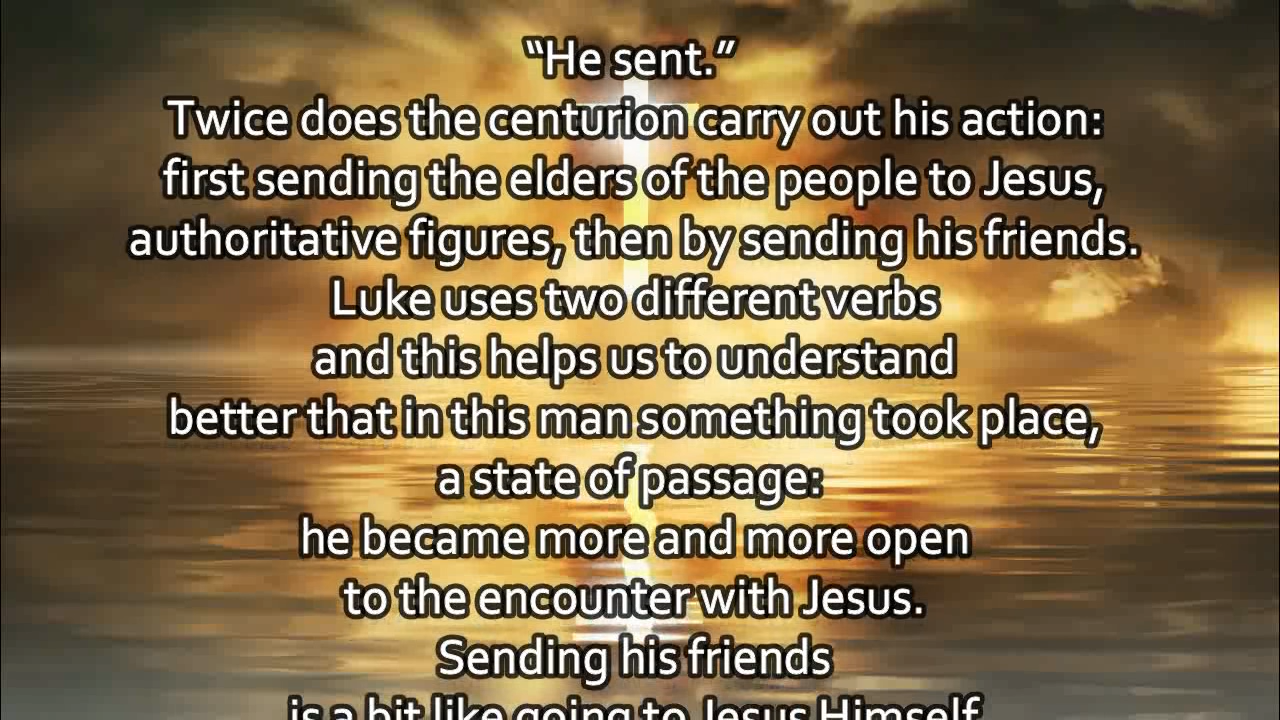 “He sent.”
Twice does the centurion carry out his action:
first sending the elders of the people to Jesus,
authoritative figures, then by sending his friends.
Luke uses two different verbs
and this helps us to understand
better that in this man something took place,
a state of passage:
he became more and more open
to the encounter with Jesus.
Sending his friends
is a bit like going to Jesus Himself